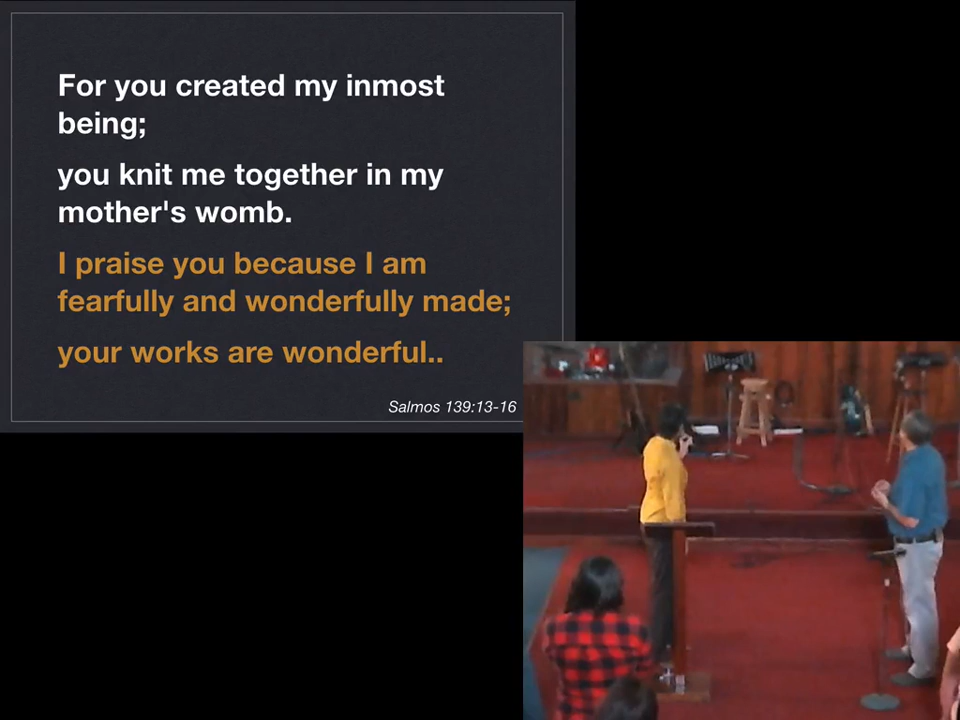 For you created my inmost
being;
you knit me together in my
mother's womb.
I praise you because I am
fearfully and wonderfully made;
your works are wonderful..
Salmos 139:13-16